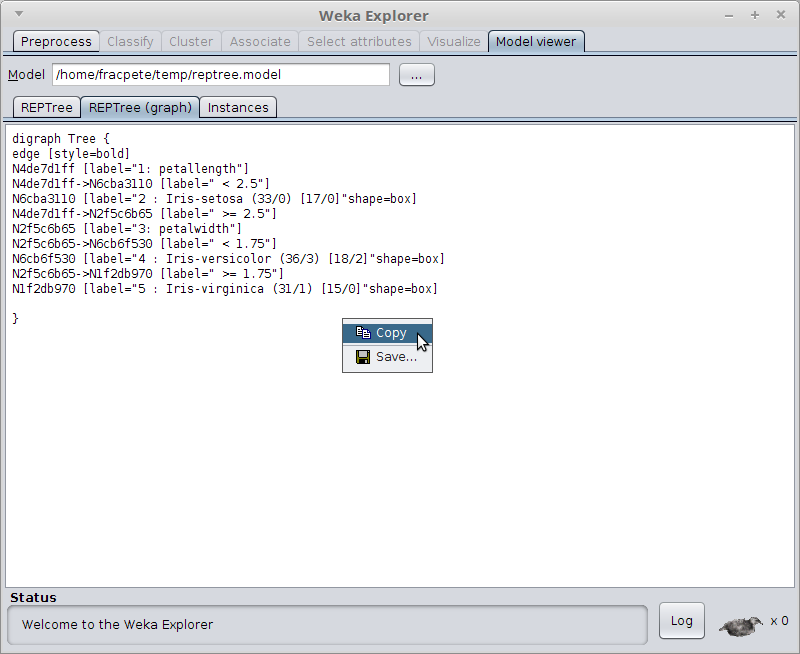 Weka Explorer
Preprocess Classify Cluster Associate Select attributes Visualize Model viewer
Model /home/fracpete/temp/reptree.model ...
REPTree REPTree (graph) Instances
digraph Tree {
edge [style=bold]
N4de7d1ff [label="1: petallength"]
N4de7d1ff->N6cba3110 [label=" < 2.5"]
N6cba3110 [label="2 : Iris-setosa (33/0) [17/0]"shape=box]
N4de7d1ff->N2f5c6b65 [label=" >= 2.5"]
N2f5c6b65 [label="3: petalwidth"]
N2f5c6b65->N6cb6f530 [label=" < 1.75"]
N6cb6f530 [label="4 : Iris-versicolor (36/3) [18/2]"shape=box]
N2f5c6b65->N1f2db970 [label=" >= 1.75"]
N1f2db970 [label="5 : Iris-virginica (31/1) [15/0]"shape=box]
}
Copy
Save...
Status
Welcome to the Weka Explorer
Log
x 0